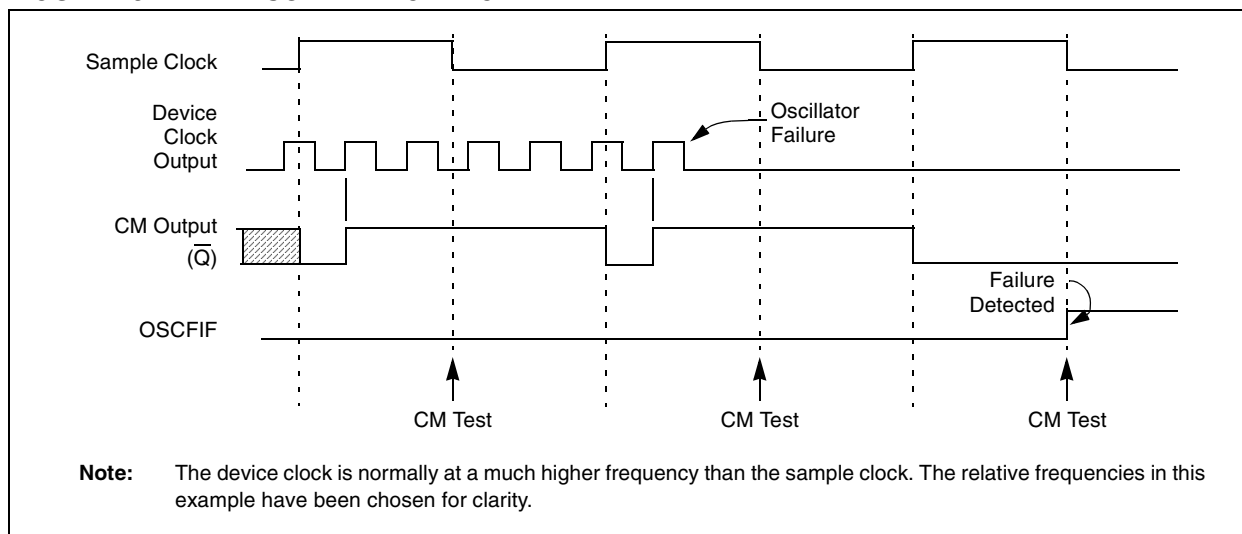 Sample Clock
Device
Clock
Output
Oscillator
Failure
CM Output
(Q)
Failure
Detected
OSCFIF
CM Test
CM Test
CM Test
Note: The device clock is normally at a much higher frequency than the sample clock. The relative frequencies in this
example have been chosen for clarity.